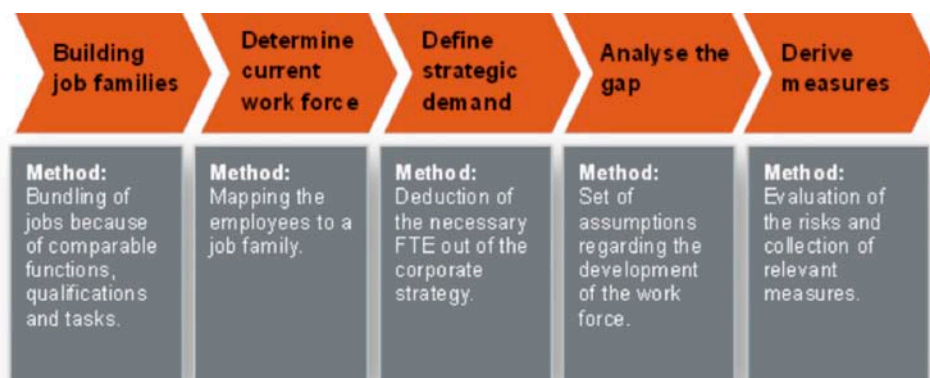 Building
job families
Determine
current
work force
Define
strategic
demand
Analyse the
gap
Derive
measures
Method:
Bundling of
jobs because
of comparable
functions,
qualifications
and tasks.
Method:
Mapping the
employees to a
job family.
Method:
Deduction of
the necessary
FTE out of the
corporate
strategy.
Method:
Set of
assumptions
regarding the
development
of the work
force.
Method:
Evaluation of
the risks and
collection of
relevant
measures.